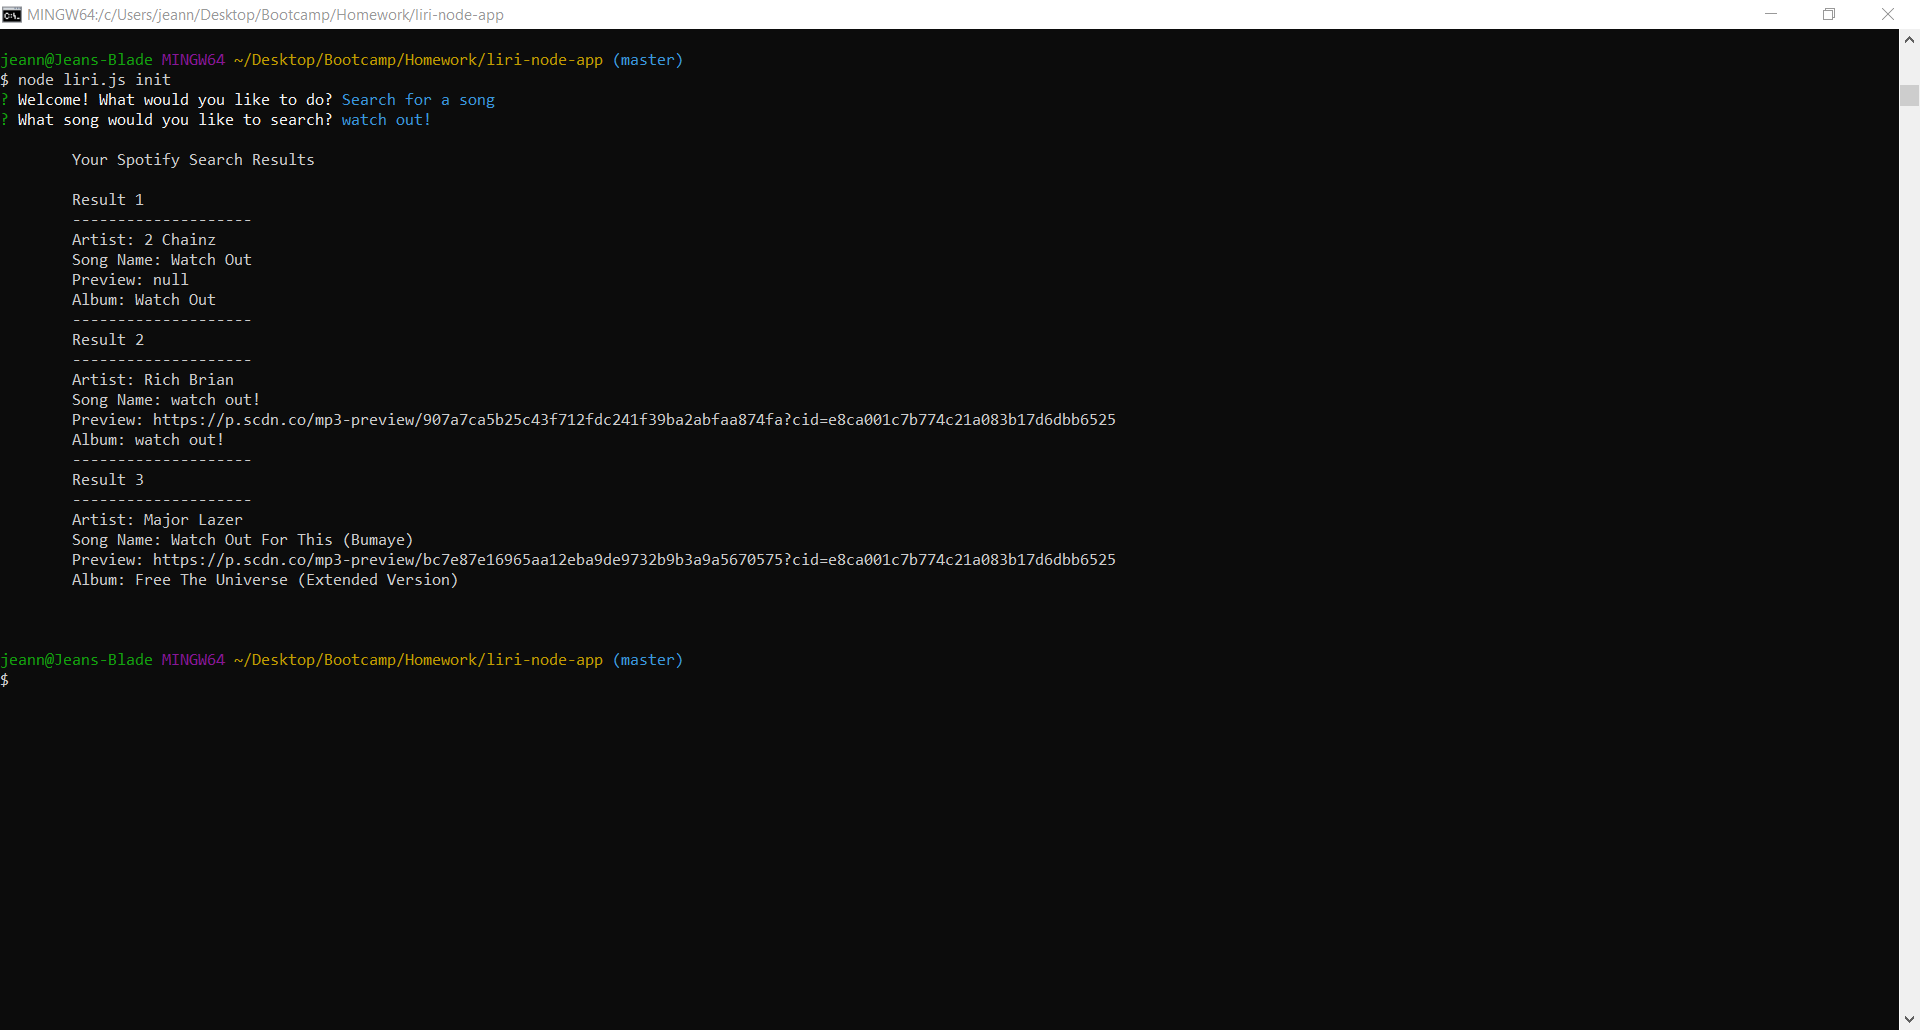 MINGW64:/c/Users/jeann/Desktop/Bootcamp/Homework/liri-node-app
jeann@Jeans-Blade MINGW64 ~/Desktop/Bootcamp/Homework/liri-node-app (master)
$ node liri.js init
? Welcome! What would you like to do? Search for a song
? What song would you like to search? watch out!
Your Spotify Search Results
Result 1
--------------------
Artist: 2 Chainz
Song Name: Watch Out
Preview: null
Album: Watch Out
--------------------
Result 2
--------------------
Artist: Rich Brian
Song Name: watch out!
Preview: https://p.scdn.co/mp3-preview/907a7ca5b25c43f712fdc241f39ba2abfaa874fa?cid=e8ca001c7b774c21a083b17d6dbb6525
Album: watch out!
--------------------
Result 3
--------------------
Artist: Major Lazer
Song Name: Watch Out For This (Bumaye)
Preview: https://p.scdn.co/mp3-preview/bc7e87e16965aa12eba9de9732b9b3a9a5670575?cid=e8ca001c7b774c21a083b17d6dbb6525
Album: Free The Universe (Extended Version)
jeann@Jeans-Blade MINGW64 ~/Desktop/Bootcamp/Homework/liri-node-app (master)
$